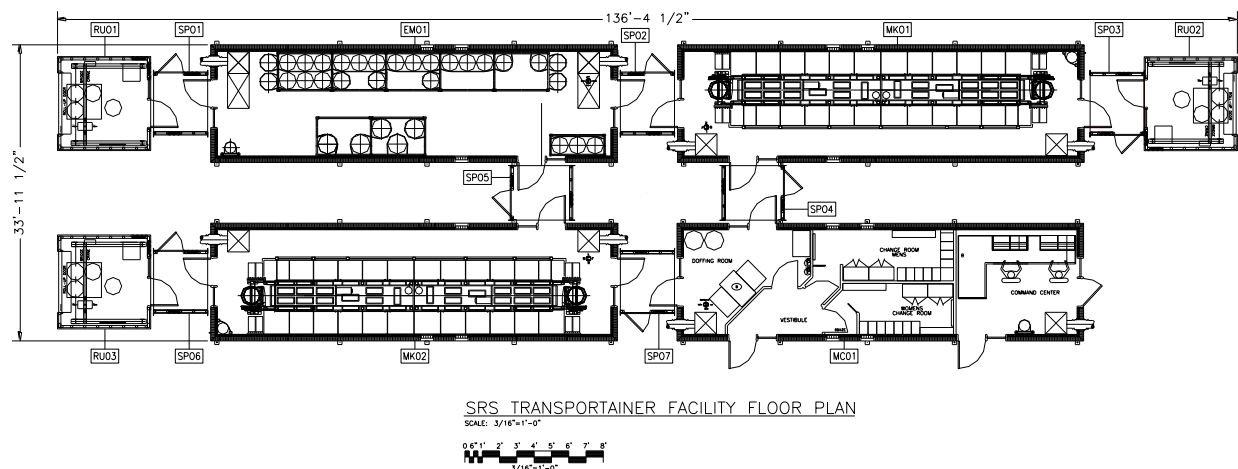 136'-4 1/2"
RU01
SP01
EM01
SP02
MK01
SP03
RU02
33'-11 1/2"
SP05
SP04
DOFFING ROOM
CHANGE ROOM
MENS
COMMAND CENTER
VESTIBULE
WOMENS
CHANGE ROOM
RU03
SP06
MK02
SP07
MC01
SRS TRANSPORTAINER FACILITY FLOOR PLAN
SCALE: 3/16"=1'-0"
0 6" 1' 2' 3' 4' 5' 6' 7' 8'
3/16"=1'-0"